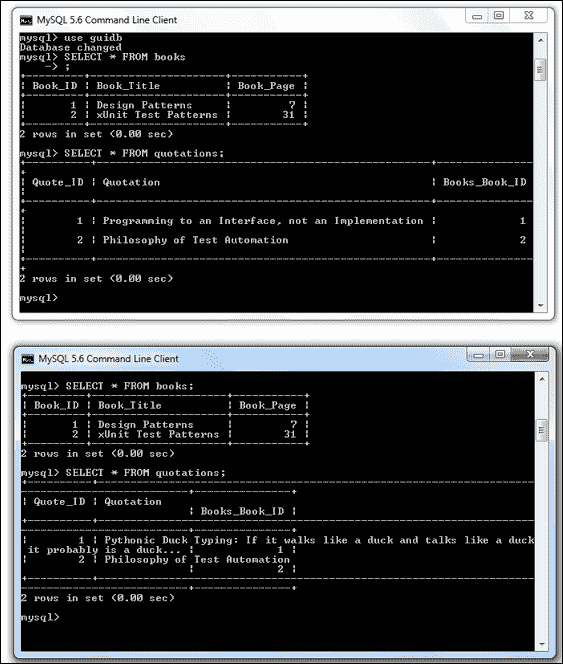 MySQL 5.6 Command Line Client
mysql> use guidb
Database changed
mysql> SELECT * FROM books
-> ;
+---------+--------------------+-----------+
| Book_ID | Book_Title | Book_Page |
+---------+--------------------+-----------+
| 1 | Design Patterns | 7 |
| 2 | xUnit Test Patterns | 31 |
+---------+--------------------+-----------+
2 rows in set (0.00 sec)
mysql> SELECT * FROM quotations;
| Quote_ID | Quotation | Books_Book_ID
| 1 | Programming to an Interface, not an Implementation | 1
| 2 | Philosophy of Test Automation | 2
2 rows in set (0.00 sec)
mysql>
MySQL 5.6 Command Line Client
mysql> SELECT * FROM books;
| Book_ID | Book_Title | Book_Page |
| 1 | Design Patterns | 7 |
| 2 | xUnit Test Patterns | 31 |
2 rows in set (0.00 sec)
mysql> SELECT * FROM quotations;
| Quote_ID | Quotation
| Books_Book_ID |
| 1 | Pythonic Duck Typing: If it walks like a duck and talks like a duck
it probably is a duck... | 1 |
| 2 | Philosophy of Test Automation
| 2 |
2 rows in set (0.00 sec)
mysql>